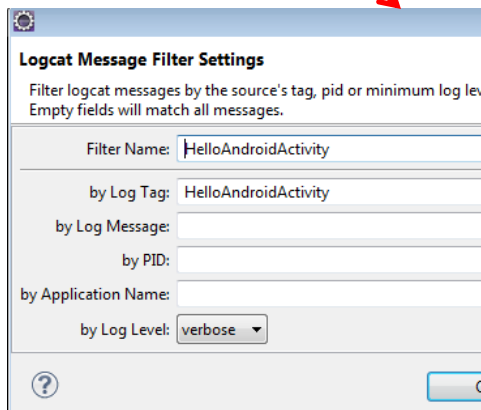 Logcat Message Filter Settings
Filter logcat messages by the source's tag, pid or minimum log
Empty fields will match all messages.
Filter Name: HelloAndroidActivity
by Log Tag: HelloAndroidActivity
by Log Message:
by PID:
by Application Name:
by Log Level: verbose
?